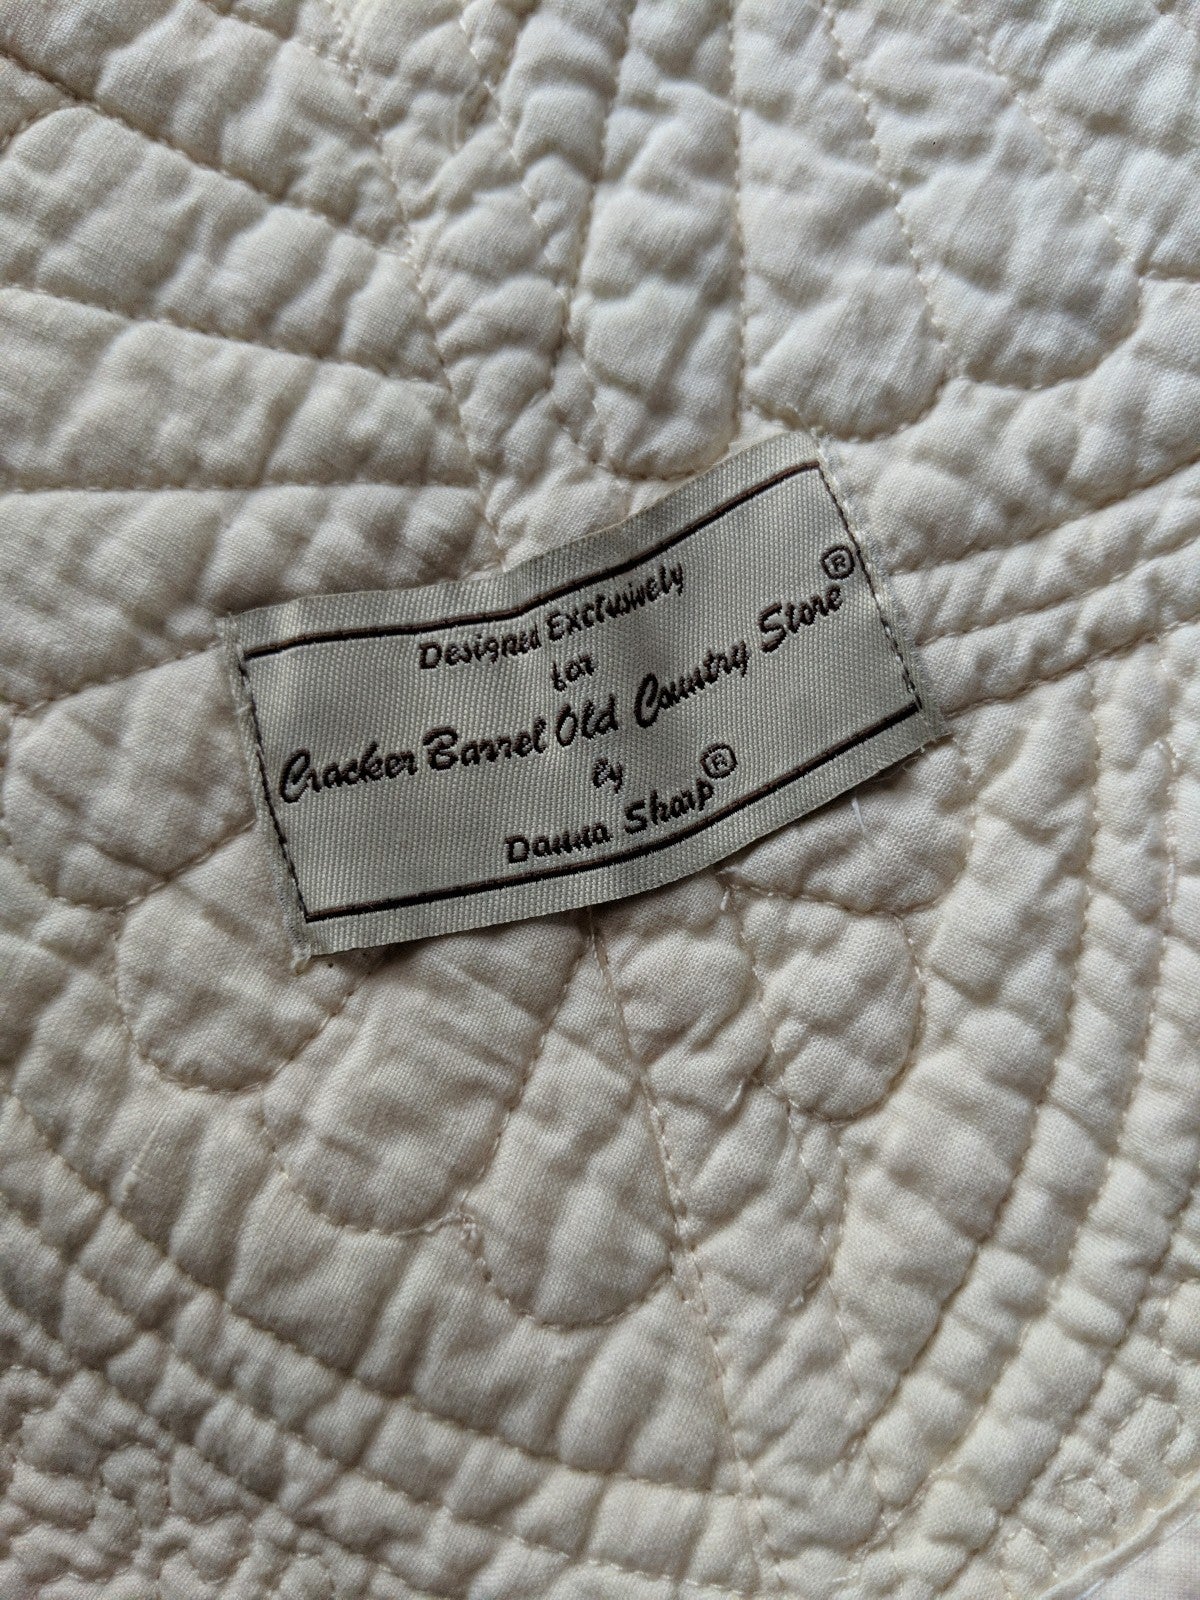 Designed Exclusively
for
Cracker Barrel Old Country Store®
by
Donna Sharp®